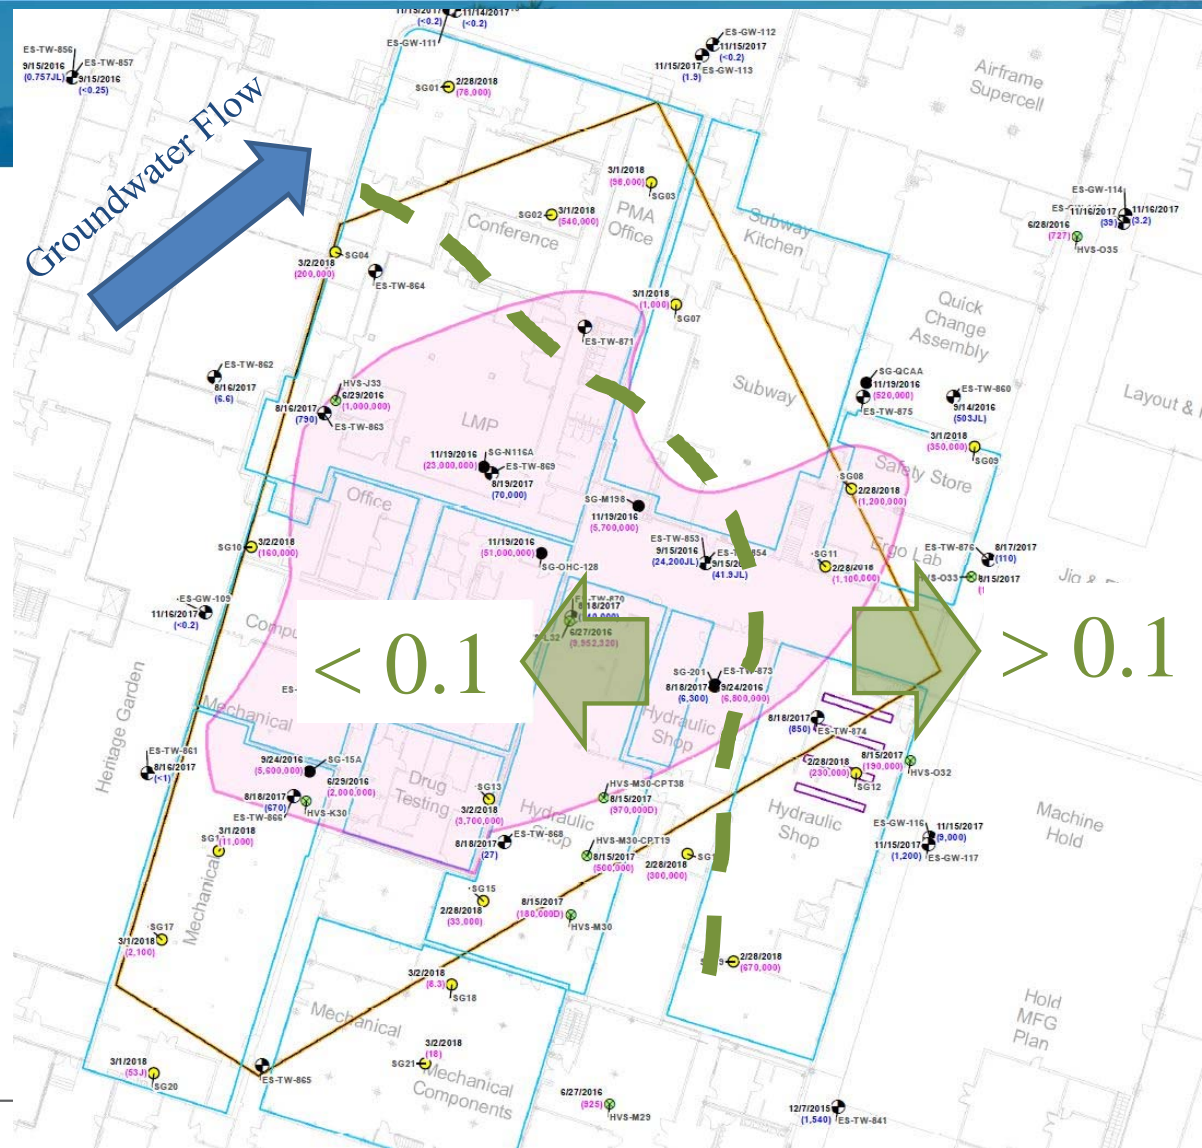 11/14/2017
(<0.2)
(<0.2)
ES-GW-111
ES-GW-112
11/15/2017
(<0.2)
11/15/2017
(1.9)
ES-GW-113
ES-TW-856
9/15/2016
(0.757JL)
ES-TW-857
9/15/2016
(<0.25)
SG01
2/28/2018
(78,000)
Airframe
Supercell
Groundwater Flow
3/1/2018
(98,000)
SG03
PMA
Office
SG02
3/1/2018
(540,000)
Conference
Subway
Kitchen
ES-GW-114
11/16/2017
(39)
11/16/2017
(3.2)
6/28/2016
(727)
HVS-O35
SG04
3/2/2018
(200,000)
ES-TW-864
3/1/2018
(1,000)
SG07
ES-TW-871
Quick
Change
Assembly
ES-TW-862
8/16/2017
(6.6)
HVS-J33
6/29/2016
(1,000,000)
8/16/2017
(790)
ES-TW-863
LMP
Subway
SG-QCAA
11/19/2016
(520,000)
ES-TW-875
ES-TW-860
9/14/2016
(503JL)
Layout &
3/1/2018
(350,000)
SG09
SG-N116A
11/19/2016
(23,000,000)
ES-TW-869
8/19/2017
(70,000)
Office
SG-M198
11/19/2016
(5,700,000)
SG08
2/28/2018
(1,200,000)
Safety Store
SG10
3/2/2018
(160,000)
11/19/2016
(51,000,000)
SG-OHC-128
ES-TW-853
9/15/2016
(24,200JL)
(41.9JL)
SG11
2/28/2018
(1,100,000)
Ergo Lab
ES-TW-876
8/17/2017
(110)
8/15/2017
ES-GW-109
11/16/2017
(<0.2)
8/18/2017
6/27/2016
(9,952,320)
< 0.1
> 0.1
Heritage Garden
Mechanical
SG-201
ES-TW-873
8/18/2017
(6,300)
9/24/2016
(6,500,000)
Hydraulic
Shop
8/18/2017
(850)
ES-TW-874
ES-TW-861
8/16/2017
(<1)
9/24/2016
(5,600,000)
SG-15A
6/29/2016
(2,000,000)
8/18/2017
(670)
ES-TW-866
HVS-K30
Drug
Testing
SG13
3/2/2018
(3,700,000)
HVS-M30-CPT38
8/15/2017
(970,000D)
2/28/2018
(230,000)
SG12
8/15/2017
(190,000)
HVS-O32
Hydraulic
ES-TW-868
8/18/2017
(27)
HVS-M30-CPT19
8/15/2017
(500,000)
2/28/2018
(300,000)
Hydraulic
Shop
ES-GW-116
11/15/2017
(9,000)
11/15/2017
(1,200)
ES-GW-117
Machine
Hold
3/1/2018
(11,000)
Mechanical
SG15
2/28/2018
(33,000)
8/15/2017
(180,000D)
HVS-M30
SG17
3/1/2018
(2,100)
2/28/2018
(670,000)
3/2/2018
(8.3)
SG18
Mechanical
Hold
MFG
Plan
3/2/2018
(18)
SG21
Mechanical
Components
3/1/2018
(53J)
SG20
ES-TW-865
6/27/2016
(925)
HVS-M29
12/7/2015
(1,540)
ES-TW-841